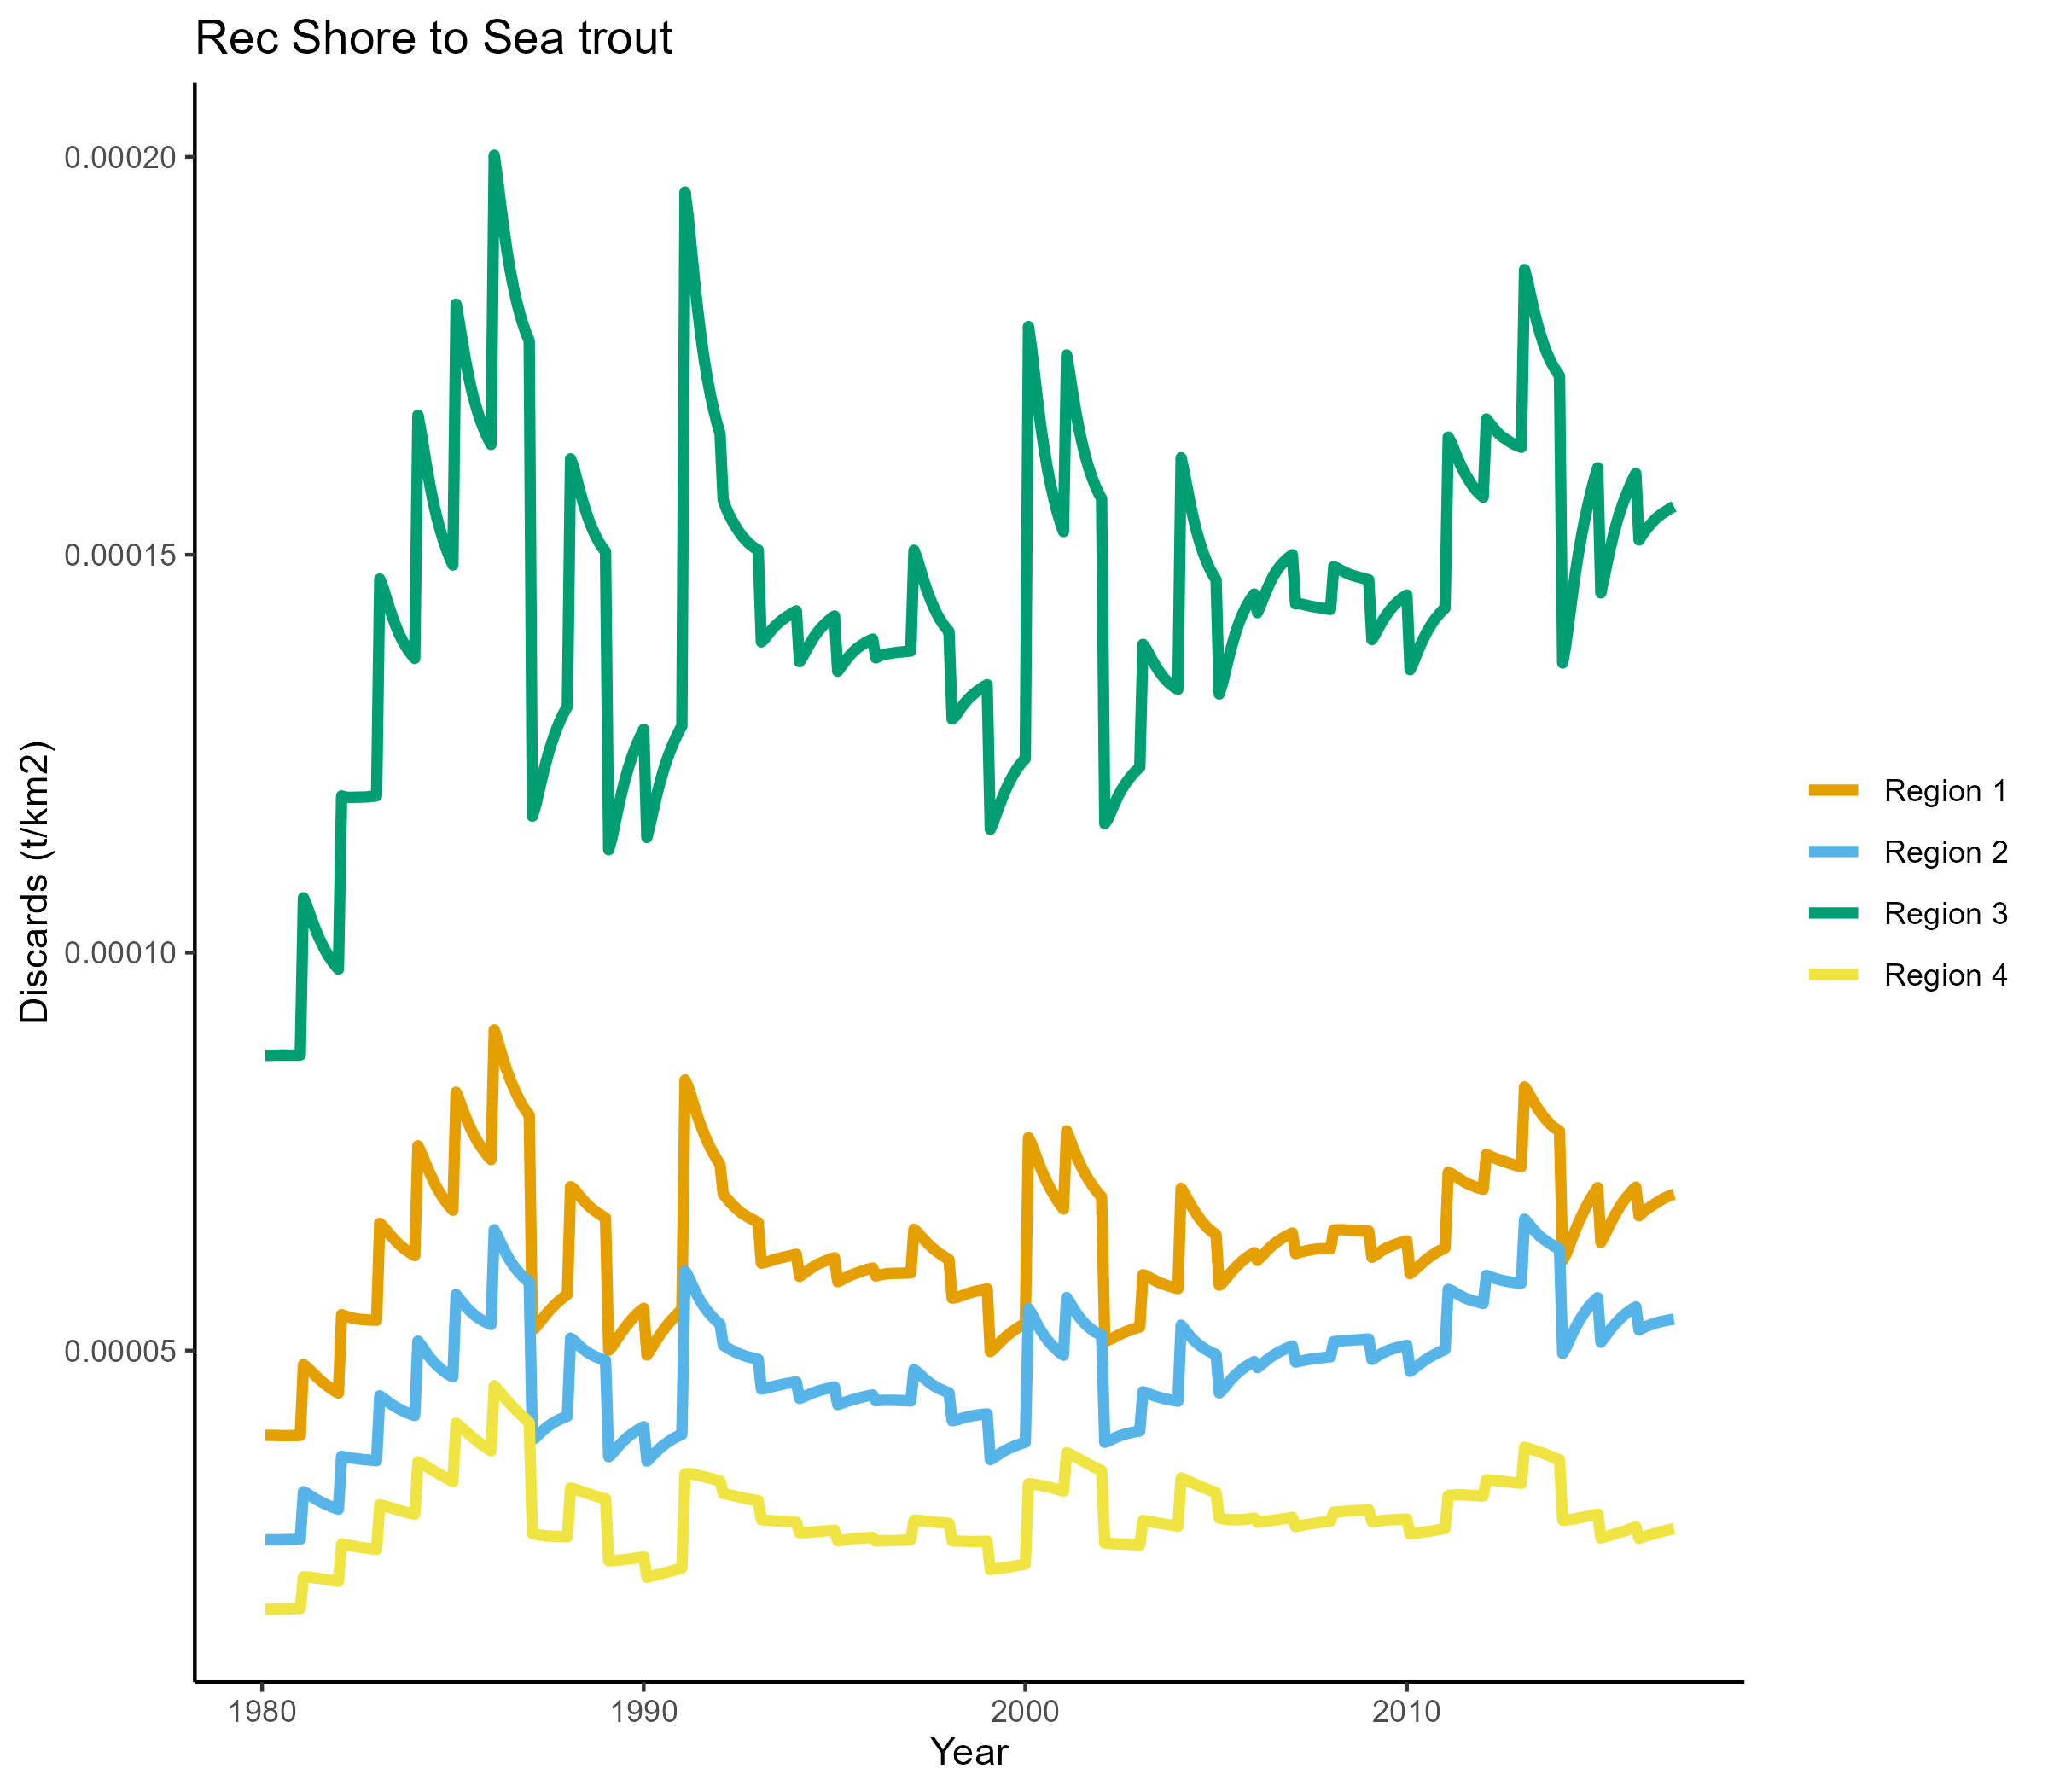 Rec Shore to Sea trout
0.00020
0.00015
0.00010
0.00005
Discards (t/km2)
1980
1990
2000
2010
Year
Region 1
Region 2
Region 3
Region 4